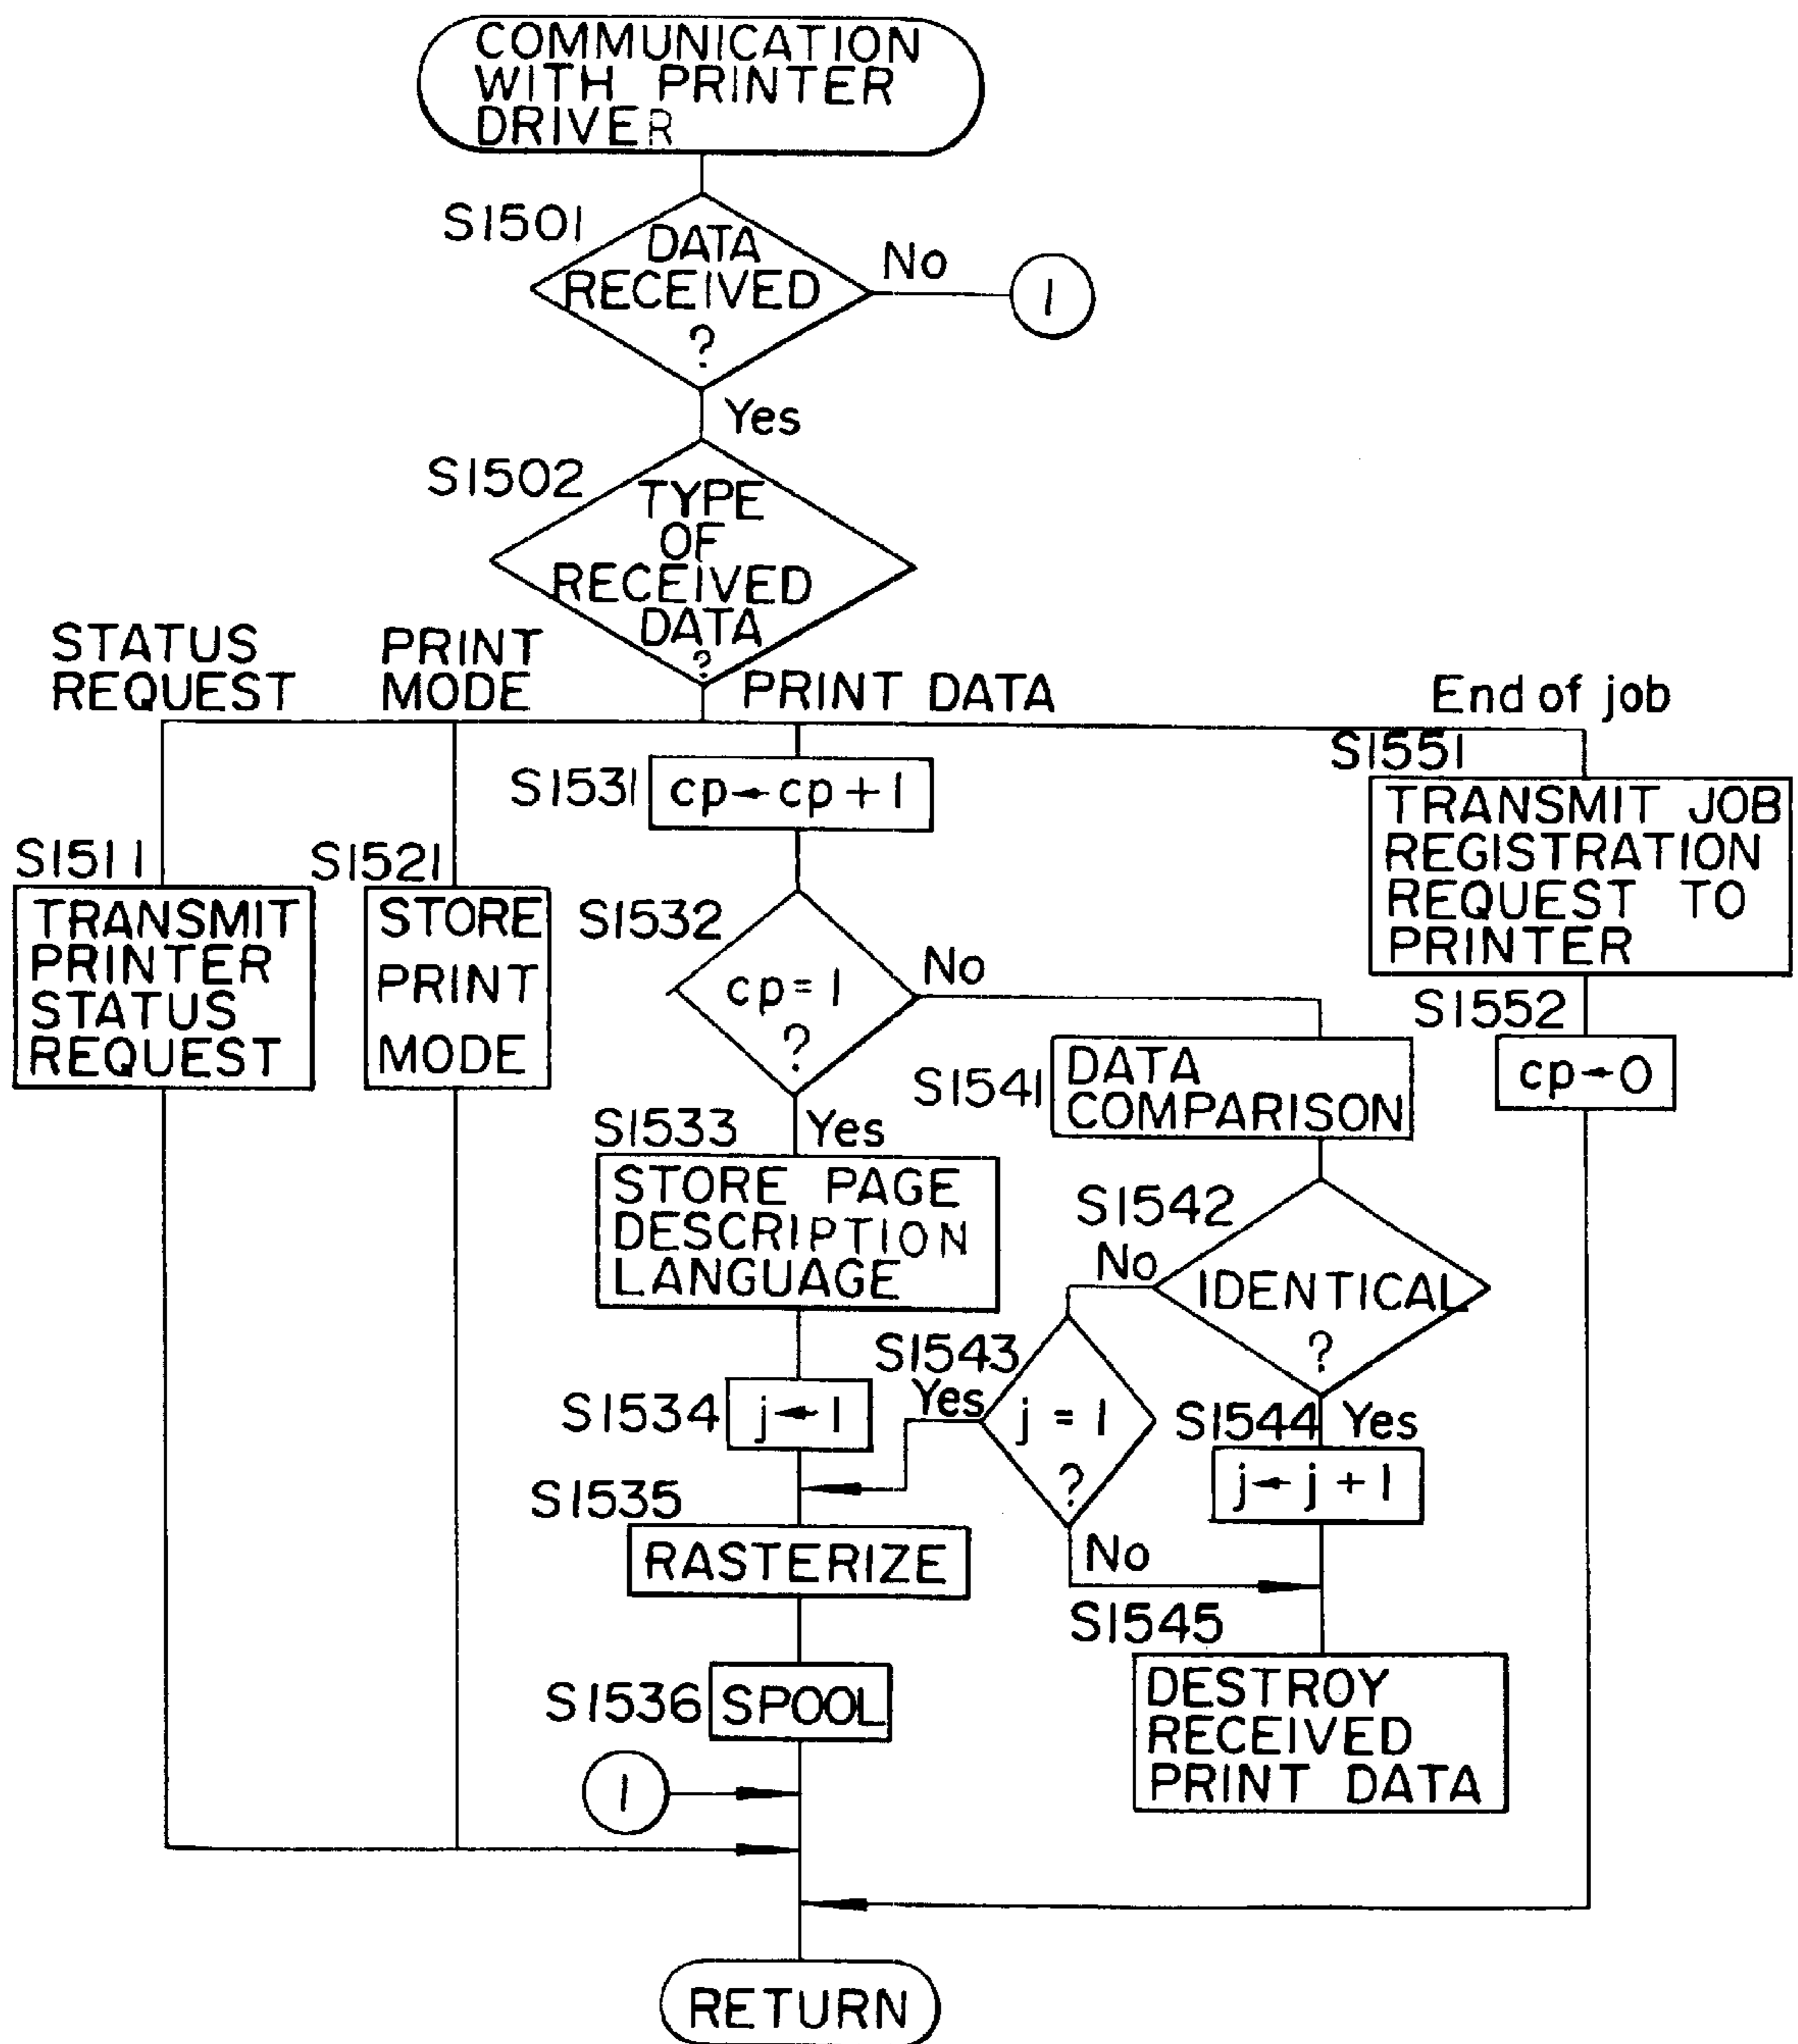 COMMUNICATION
WITH PRINTER
DRIVER
S1501
DATA
RECEIVED
?
No
1
Yes
S1502
TYPE
OF
RECEIVED
DATA
?
STATUS
REQUEST
PRINT
MODE
PRINT DATA
End of job
S1511
TRANSMIT
PRINTER
STATUS
REQUEST
S1521
STORE
PRINT
MODE
S1531
cp←cp+1
S1532
cp=1
?
No
Yes
S1533
STORE PAGE
DESCRIPTION
LANGUAGE
S1534
j←1
S1535
RASTERIZE
S1536
SPOOL
1
S1541
DATA
COMPARISON
S1542
IDENTICAL
?
No
Yes
S1543
j=1
?
Yes
No
S1544
j←j+1
S1545
DESTROY
RECEIVED
PRINT DATA
S1551
TRANSMIT JOB
REGISTRATION
REQUEST TO
PRINTER
S1552
cp←0
RETURN